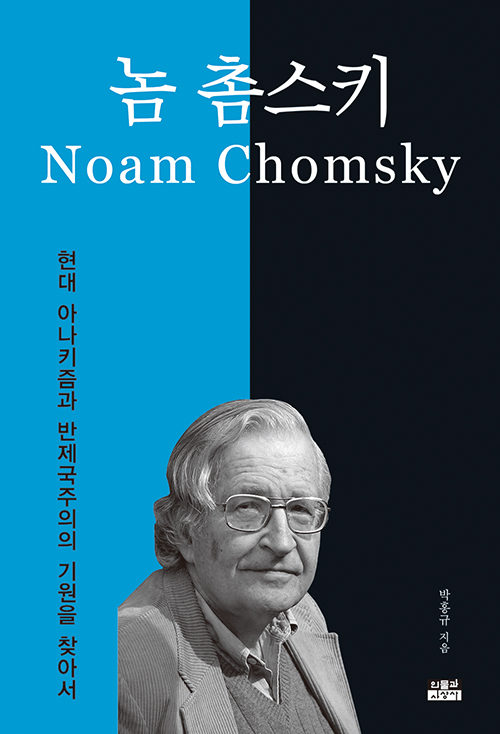 놈 촘스키
Noam Chomsky
현대 아나키즘과 반제국주의의 기원을 찾아서
박홍규 지음
인물과
사상사